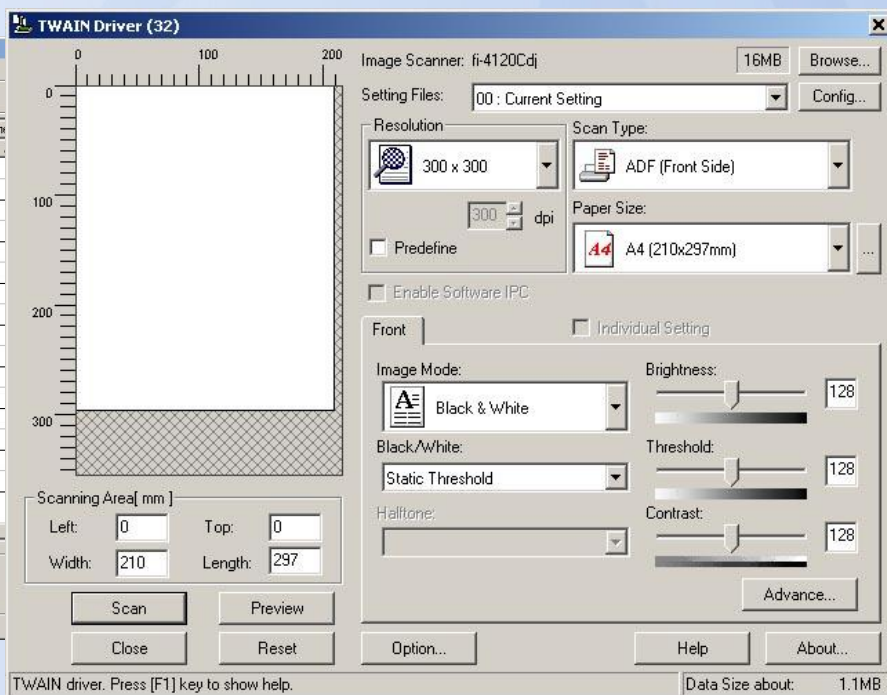 TWAIN Driver (32)
0 100 200
Image Scanner: fi-4120Cdj 16MB Browse...
Setting Files: 00 : Current Setting Config...
Resolution
300 x 300
300 dpi
Predefine
Scan Type:
ADF (Front Side)
Paper Size:
A4 A4 (210x297mm) ...
Enable Software IPC
0
100
200
300
Front
Individual Setting
Image Mode:
Black & White
Black/White:
Static Threshold
Halftone:
Brightness:
128
Threshold:
128
Contrast:
128
Advance...
Scanning Area[ mm ]
Left: 0 Top: 0
Width: 210 Length: 297
Scan Preview
Close Reset
Option... Help About...
TWAIN driver. Press [F1] key to show help. Data Size about: 1.1MB